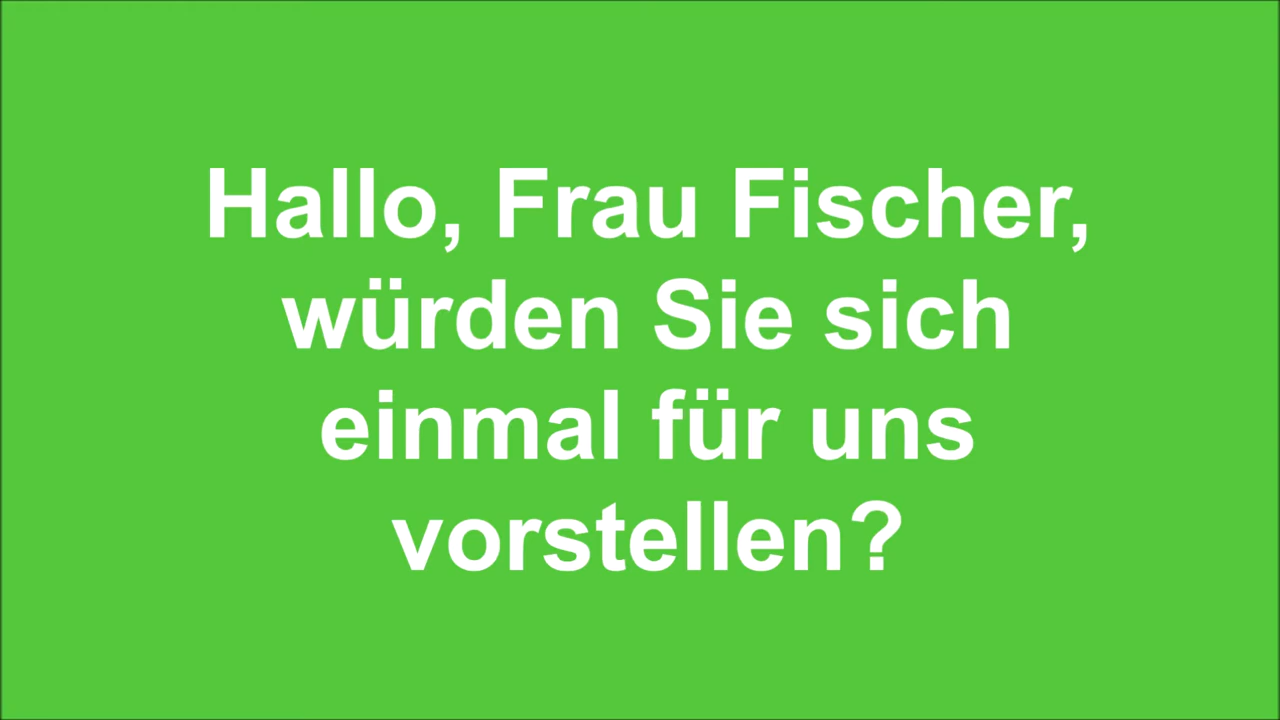 Hallo, Frau Fischer,
würden Sie sich
einmal für uns
vorstellen?